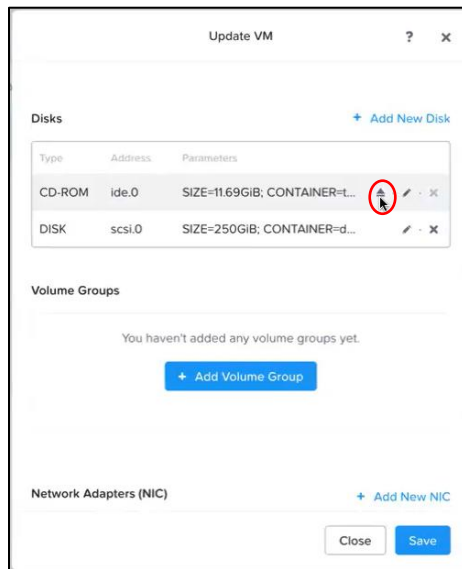 Update VM ? ×
Disks + Add New Disk
Type Address Parameters
CD-ROM ide.0 SIZE=11.69GiB; CONTAINER=t...
DISK scsi.0 SIZE=250GiB; CONTAINER=d...
Volume Groups
You haven't added any volume groups yet.
+ Add Volume Group
Network Adapters (NIC) + Add New NIC
Close Save